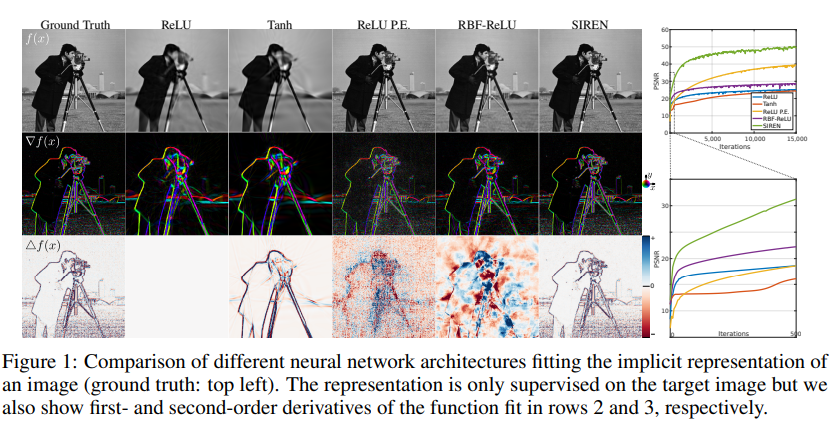 Ground Truth ReLU Tanh ReLU P.E. RBF-ReLU SIREN
f(x)
∇f(x)
△f(x)
y
x
+
0
−
60
50
40
30
20
10
0
PSNR
5,000 10,000 15,000
Iterations
ReLU
Tanh
ReLU P.E.
RBF-ReLU
SIREN
30
20
10
PSNR
0 Iterations 500
Figure 1: Comparison of different neural network architectures fitting the implicit representation of
an image (ground truth: top left). The representation is only supervised on the target image but we
also show first- and second-order derivatives of the function fit in rows 2 and 3, respectively.